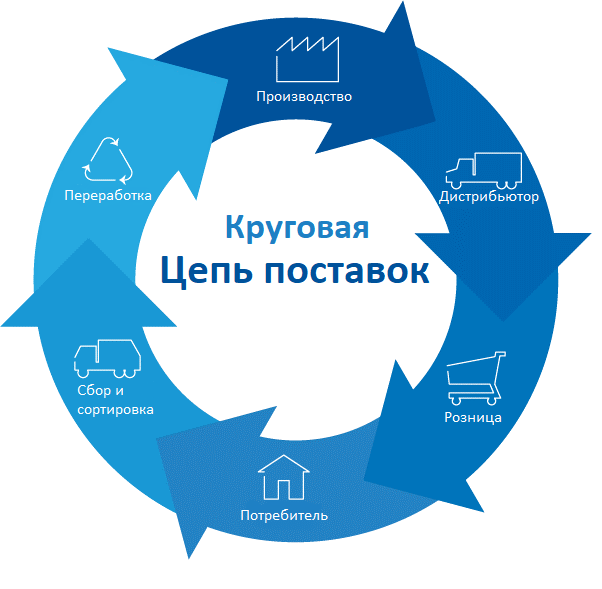 Производство
Дистрибьютор
Розница
Потребитель
Сбор и
сортировка
Переработка
Круговая
Цепь поставок